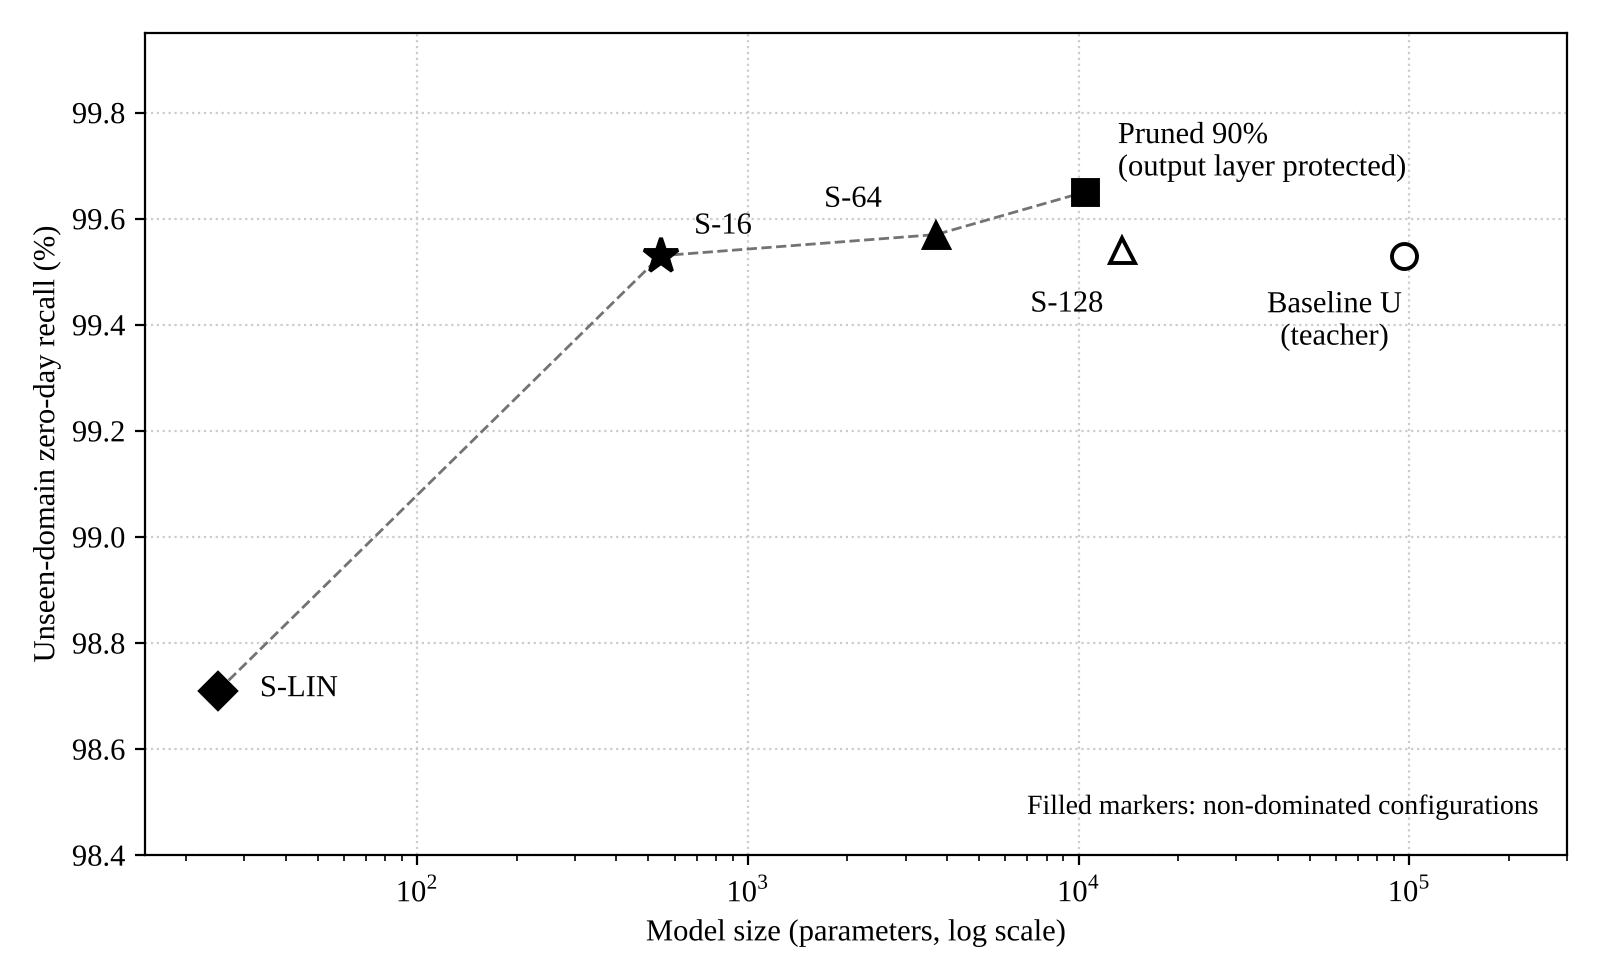 99.8
99.6
99.4
99.2
99.0
98.8
98.6
98.4
Unseen-domain zero-day recall (%)
Pruned 90%
(output layer protected)
S-64
S-16
S-128
Baseline U
(teacher)
S-LIN
Filled markers: non-dominated configurations
10²
10³
10⁴
10⁵
Model size (parameters, log scale)